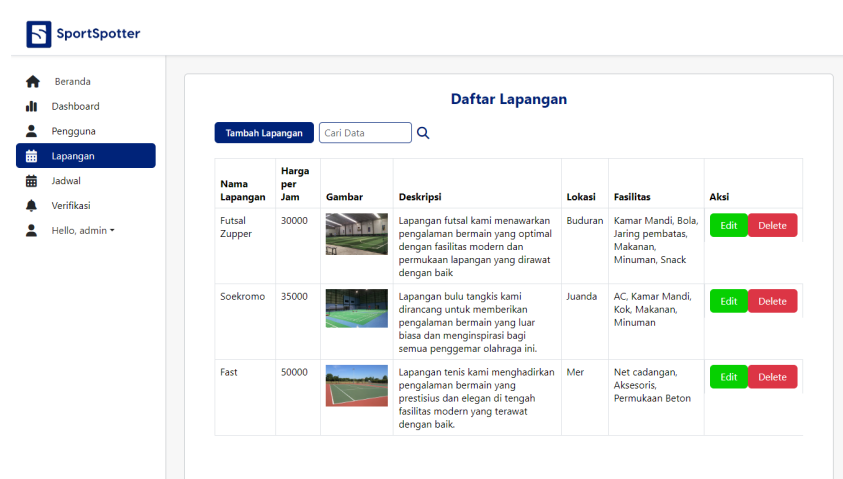 SportSpotter
Beranda
Dashboard
Pengguna
Lapangan
Jadwal
Verifikasi
Hello, admin
Daftar Lapangan
Tambah Lapangan
Cari Data
Nama
Lapangan
Harga
per
Jam
Gambar
Deskripsi
Lokasi
Fasilitas
Aksi
Futsal
Zupper
30000
Lapangan futsal kami menawarkan
pengalaman bermain yang optimal
dengan fasilitas modern dan
permukaan lapangan yang dirawat
dengan baik
Buduran
Kamar Mandi, Bola,
Jaring pembatas,
Makanan,
Minuman, Snack
Edit
Delete
Soekromo
35000
Lapangan bulu tangkis kami
dirancang untuk memberikan
pengalaman bermain yang luar
biasa dan menginspirasi bagi
semua penggemar olahraga ini.
Juanda
AC, Kamar Mandi,
Kok, Makanan,
Minuman
Edit
Delete
Fast
50000
Lapangan tenis kami menghadirkan
pengalaman bermain yang
prestisius dan elegan di tengah
fasilitas modern yang terawat
dengan baik.
Mer
Net cadangan,
Aksesoris,
Permukaan Beton
Edit
Delete